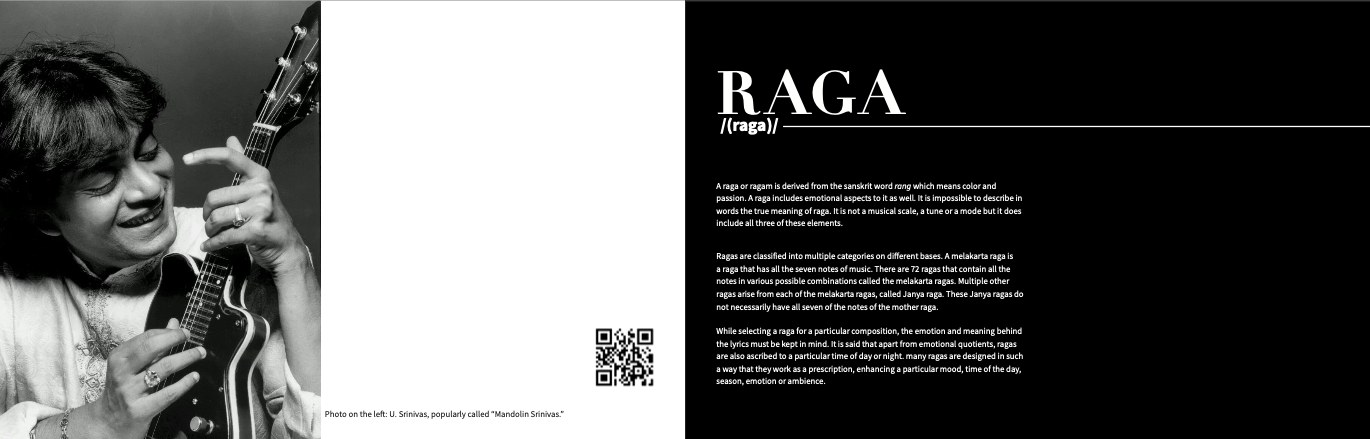 Photo on the left: U. Srinivas, popularly called "Mandolin Srinivas."
RAGA
/(raga)/
A raga or ragam is derived from the sanskrit word rang which means color and
passion. A raga includes emotional aspects to it as well. It is impossible to describe in
words the true meaning of raga. It is not a musical scale, a tune or a mode but it does
include all three of these elements.
Ragas are classified into multiple categories on different bases. A melakarta raga is
a raga that has all the seven notes of music. There are 72 ragas that contain all the
notes in various possible combinations called the melakarta ragas. Multiple other
ragas arise from each of the melakarta ragas, called Janya raga. These Janya ragas do
not necessarily have all seven of the notes of the mother raga.
While selecting a raga for a particular composition, the emotion and meaning behind
the lyrics must be kept in mind. It is said that apart from emotional quotients, ragas
are also ascribed to a particular time of day or night. many ragas are designed in such
a way that they work as a prescription, enhancing a particular mood, time of the day,
season, emotion or ambience.